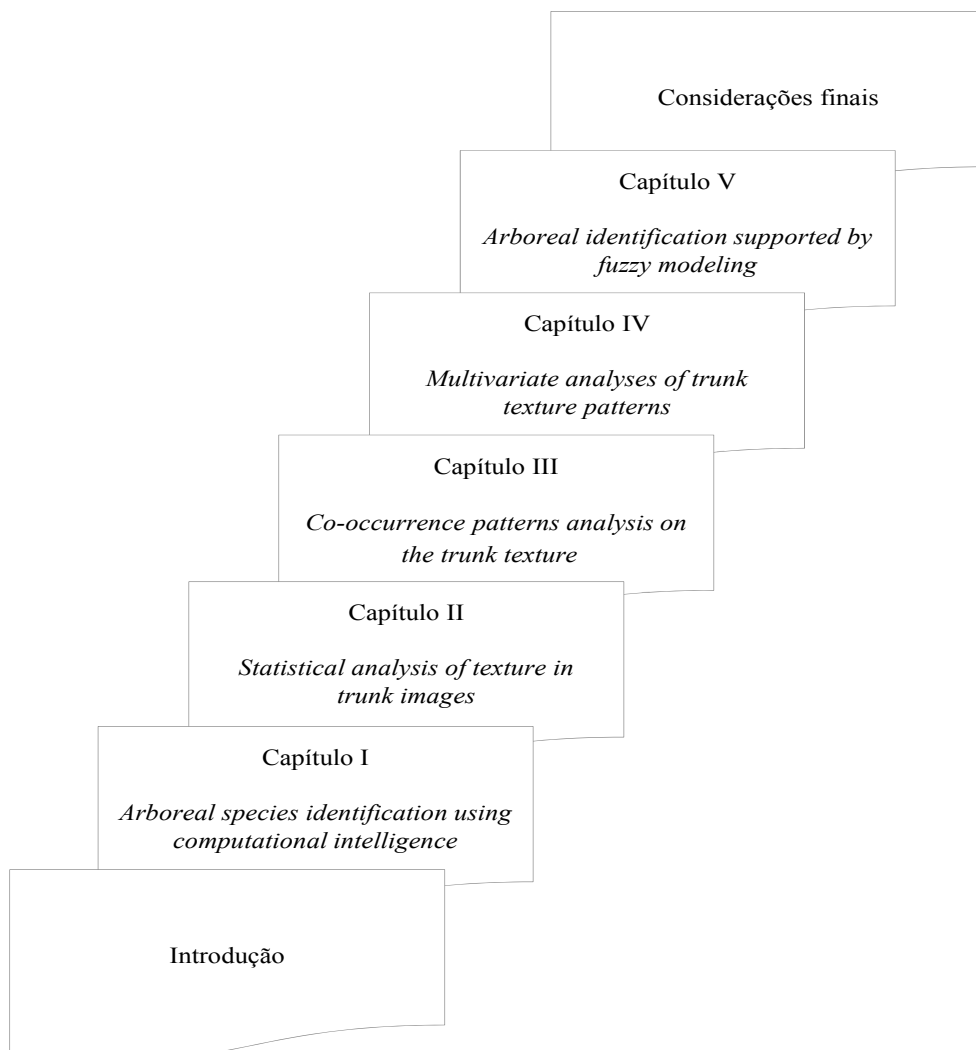 Considerações finais
Capítulo V
Arboreal identification supported by
fuzzy modeling
Capítulo IV
Multivariate analyses of trunk
texture patterns
Capítulo III
Co-occurrence patterns analysis on
the trunk texture
Capítulo II
Statistical analysis of texture in
trunk images
Capítulo I
Arboreal species identification using
computational intelligence
Introdução